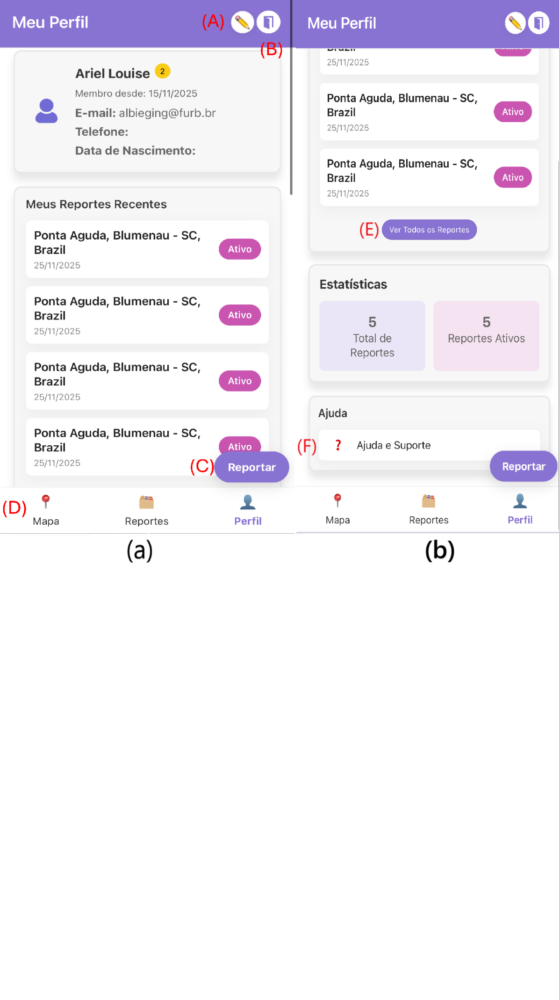 Meu Perfil
(A)
(B)
Ariel Louise 2
Membro desde: 15/11/2025
E-mail: albieging@furb.br
Telefone:
Data de Nascimento:
Meus Reportes Recentes
Ponta Aguda, Blumenau - SC,
Brazil
25/11/2025
Ativo
Ponta Aguda, Blumenau - SC,
Brazil
25/11/2025
Ativo
Ponta Aguda, Blumenau - SC,
Brazil
25/11/2025
Ativo
Ponta Aguda, Blumenau - SC,
Brazil
25/11/2025
Ativo
(C) Reportar
(D)
Mapa
Reportes
Perfil
(a)
Meu Perfil
Brazil
25/11/2025
Ativo
Ponta Aguda, Blumenau - SC,
Brazil
25/11/2025
Ativo
Ponta Aguda, Blumenau - SC,
Brazil
25/11/2025
Ativo
(E) Ver Todos os Reportes
Estatísticas
5
Total de
Reportes
5
Reportes Ativos
Ajuda
(F) ? Ajuda e Suporte
Reportar
Mapa
Reportes
Perfil
(b)